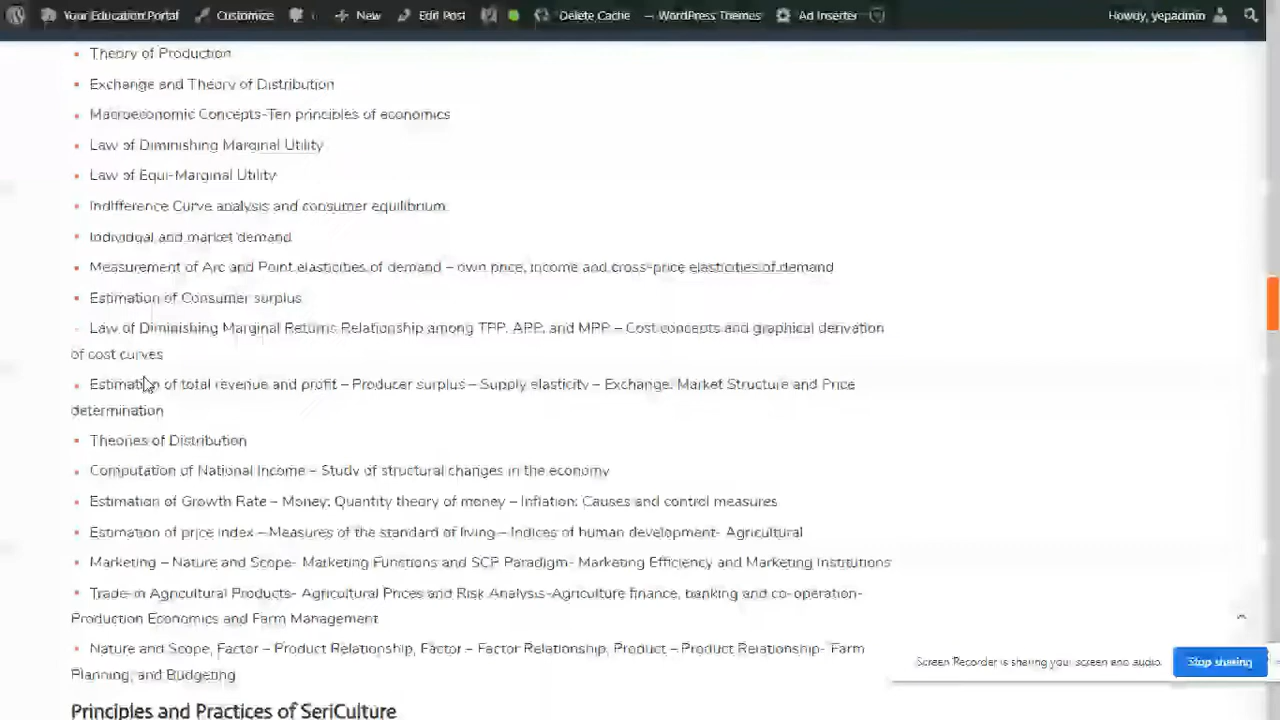 Your Education Portal Customize New Edit Post Delete Cache – WordPress Themes Ad Inserter Howdy, yepadmin
Theory of Production
Exchange and Theory of Distribution
Macroeconomic Concepts-Ten principles of economics
Law of Diminishing Marginal Utility
Law of Equi-Marginal Utility
Indifference Curve analysis and consumer equilibrium
Individual and market demand
Measurement of Arc and Point elasticities of demand – own price, income and cross-price elasticities of demand
Estimation of Consumer surplus
Law of Diminishing Marginal Returns Relationship among TPP, APP, and MPP – Cost concepts and graphical derivation
of cost curves
Estimation of total revenue and profit – Producer surplus – Supply elasticity – Exchange: Market Structure and Price
determination
Theories of Distribution
Computation of National Income – Study of structural changes in the economy
Estimation of Growth Rate – Money: Quantity theory of money – Inflation: Causes and control measures
Estimation of price index – Measures of the standard of living – Indices of human development- Agricultural
Marketing – Nature and Scope- Marketing Functions and SCP Paradigm- Marketing Efficiency and Marketing Institutions
Trade-in Agricultural Products- Agricultural Prices and Risk Analysis-Agriculture finance, banking and co-operation-
Production Economics and Farm Management
Nature and Scope, Factor – Product Relationship, Factor – Factor Relationship, Product – Product Relationship- Farm
Planning, and Budgeting
Screen Recorder is sharing your screen and audio. Stop sharing
Principles and Practices of SeriCulture